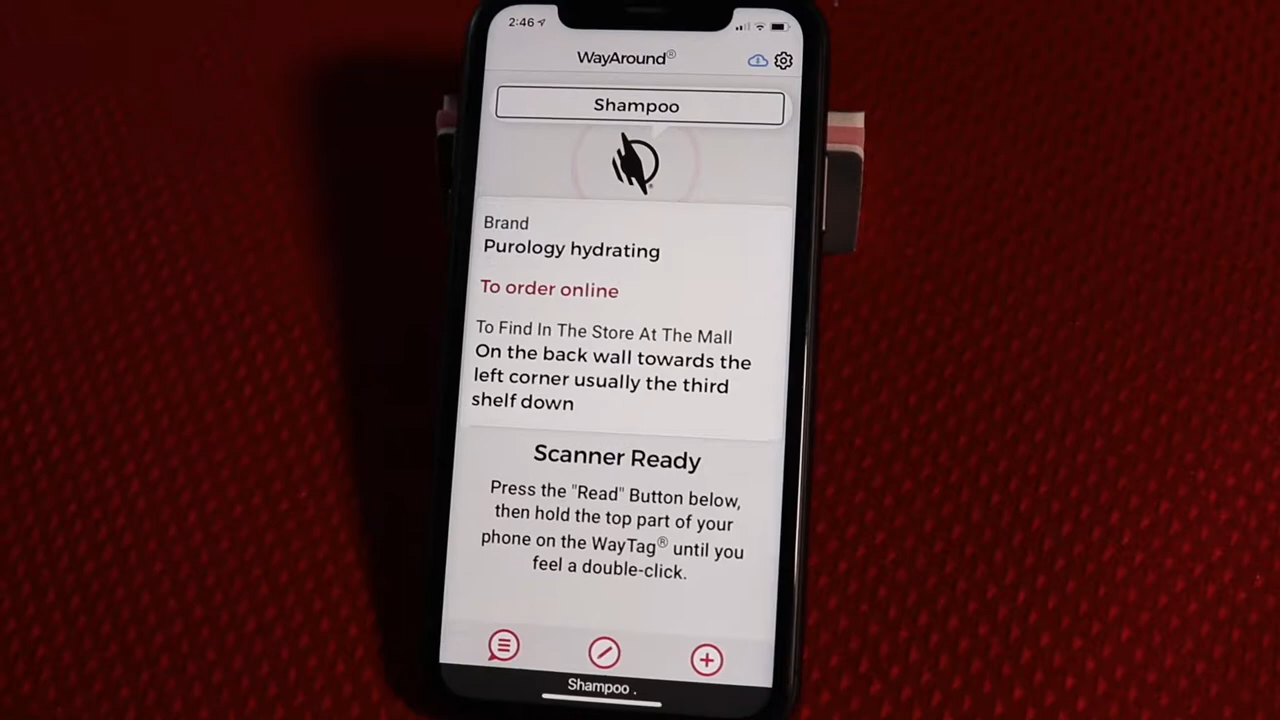 2:46
WayAround®
Shampoo
Brand
Purology hydrating
To order online
To Find In The Store At The Mall
On the back wall towards the
left corner usually the third
shelf down
Scanner Ready
Press the "Read" Button below,
then hold the top part of your
phone on the WayTag® until you
feel a double-click.
Shampoo .